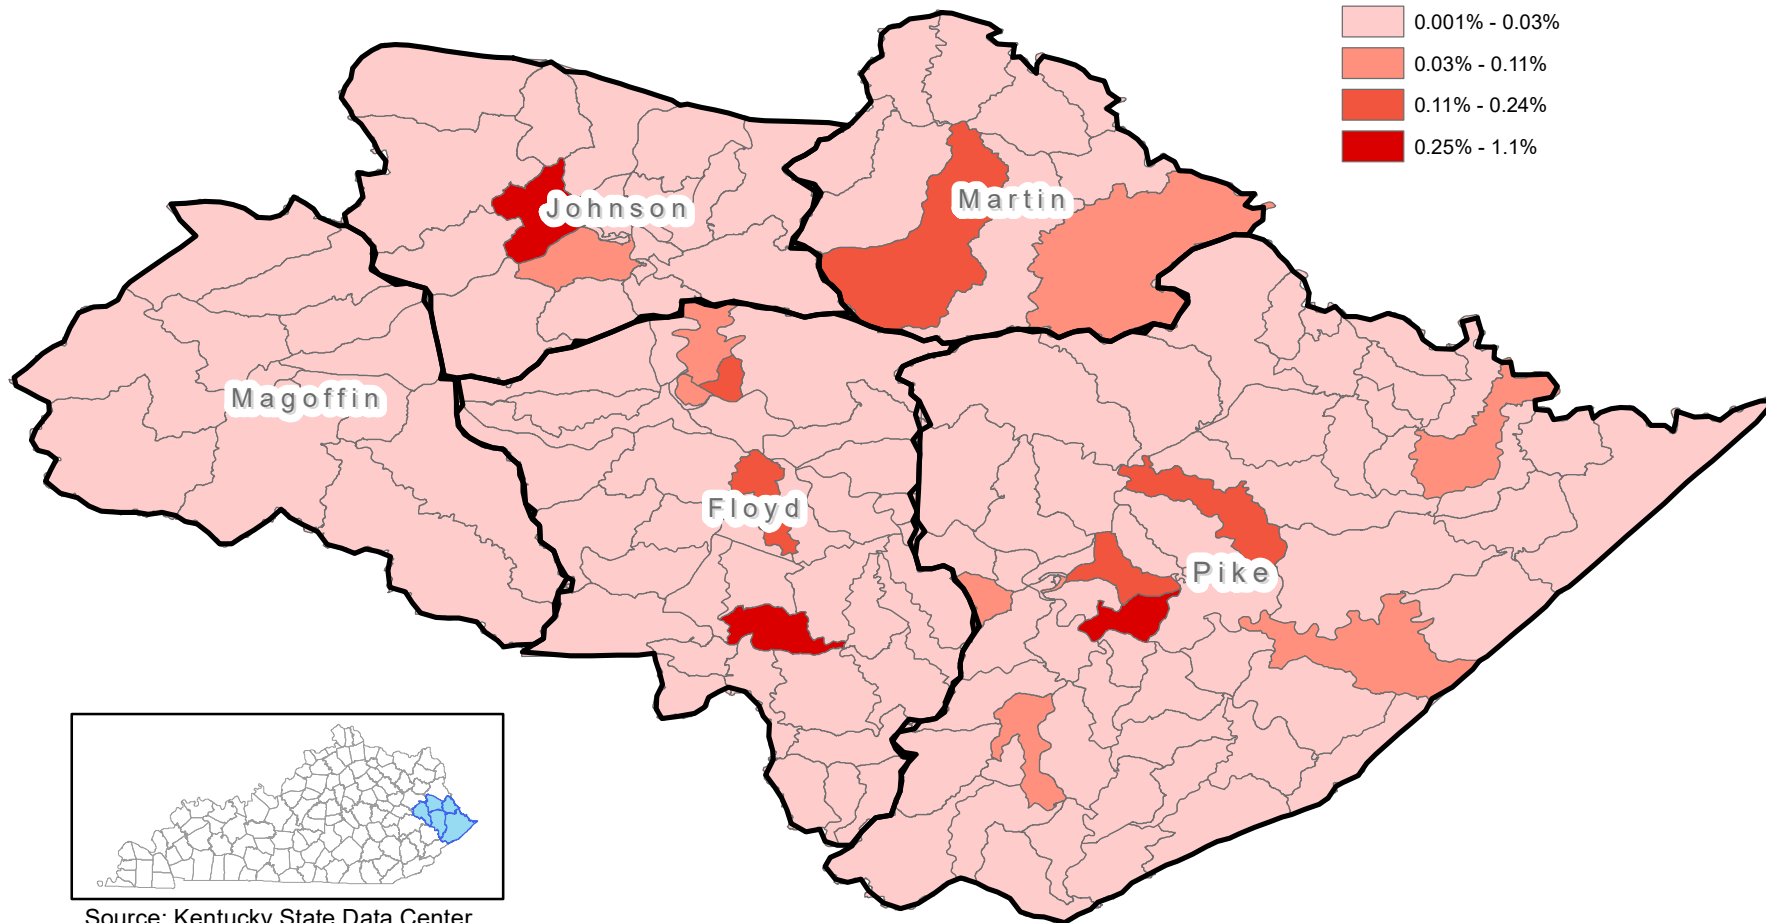 0.001% - 0.03%
0.03% - 0.11%
0.11% - 0.24%
0.25% - 1.1%
Johnson
Martin
Magoffin
Floyd
Pike
Source: Kentucky State Data Center